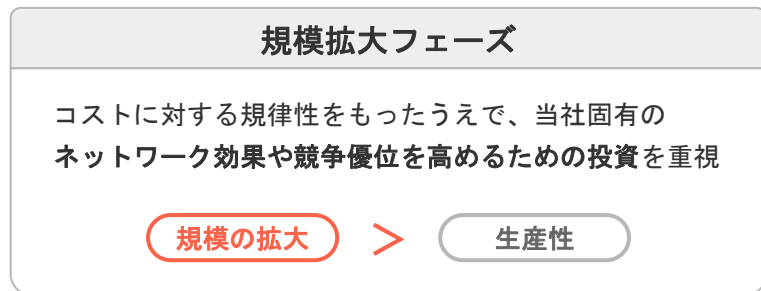 規模拡大フェーズ
コストに対する規律性をもったうえで、当社固有の
ネットワーク効果や競争優位を高めるための投資を重視
規模の拡大 > 生産性